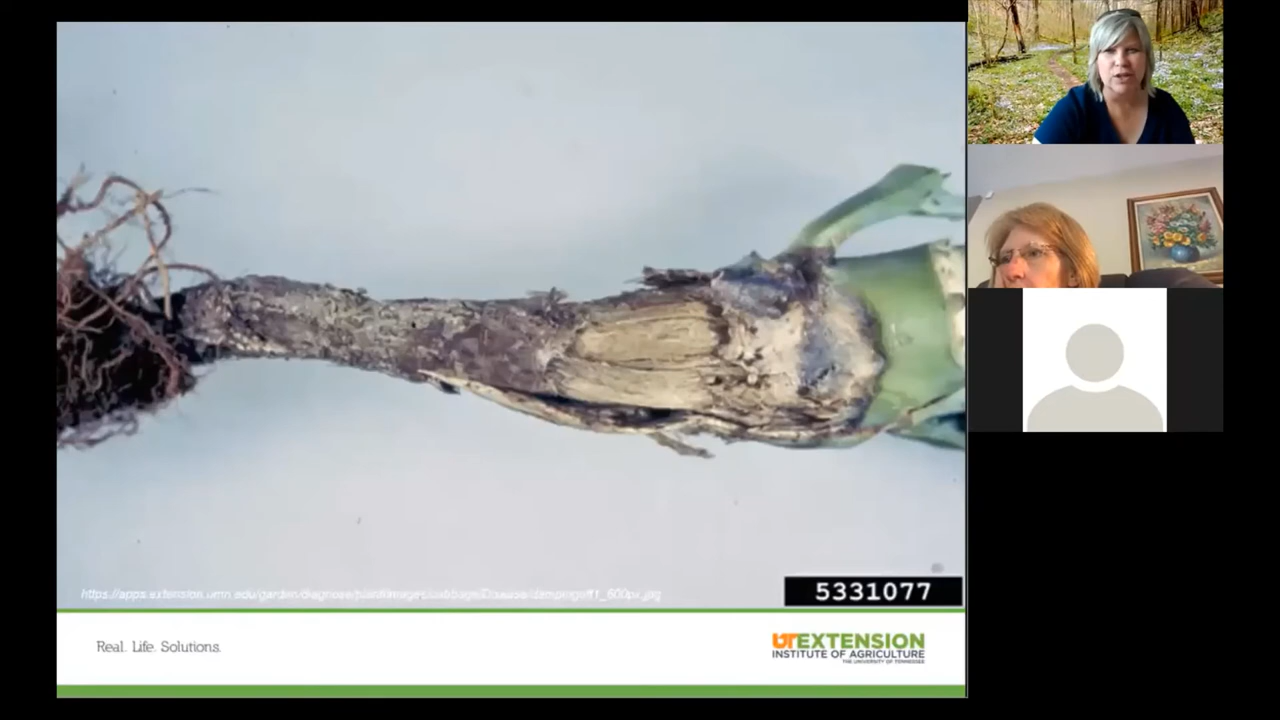 https://apps.extension.umn.edu/garden/diagnose/plant/images/cabbage/Disease/dampingoff1_600px.jpg
5331077
Real. Life. Solutions.
UTEXTENSION
INSTITUTE OF AGRICULTURE
THE UNIVERSITY OF TENNESSEE